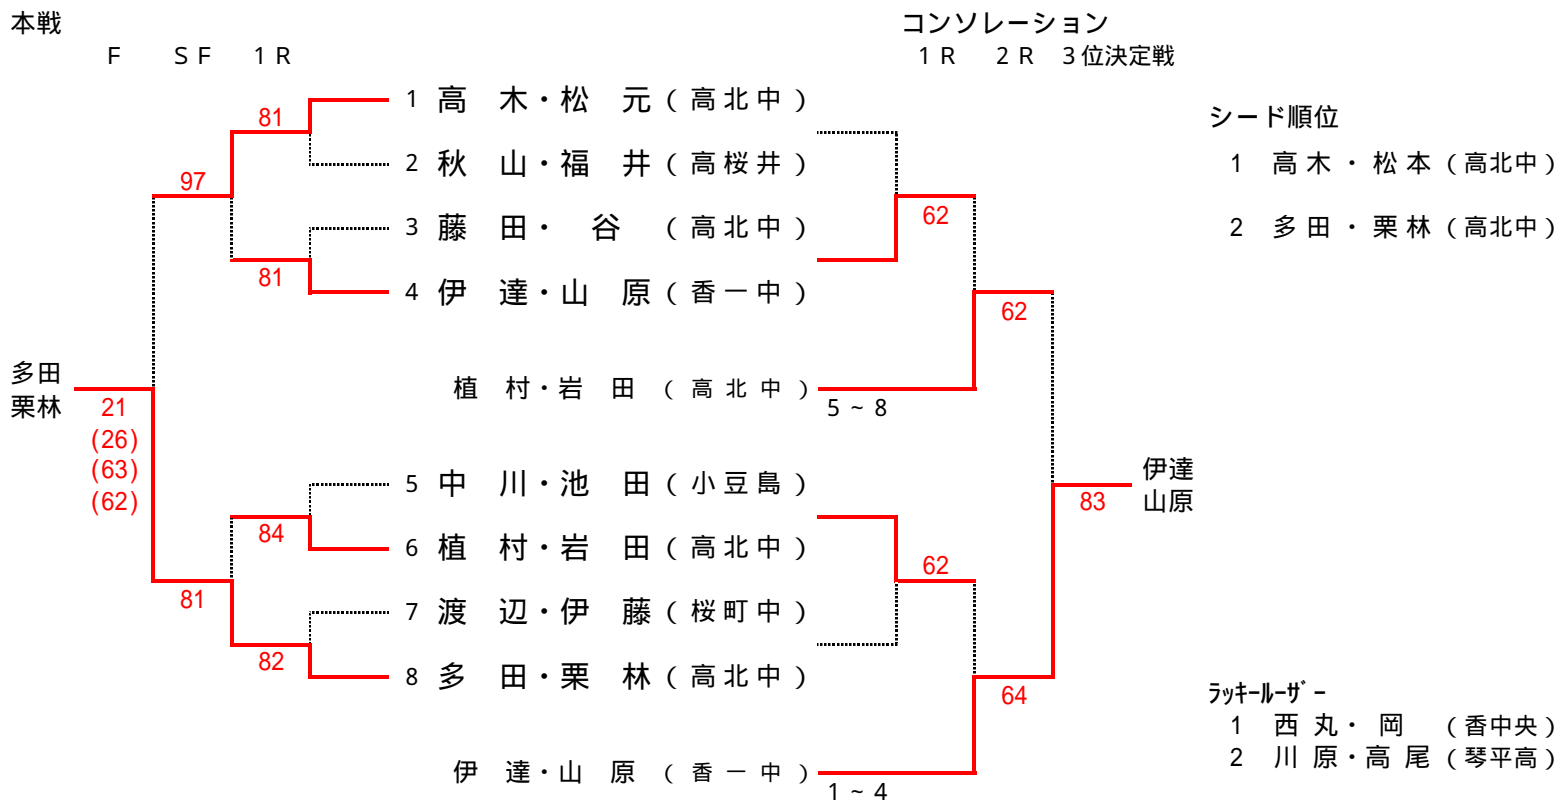 本戦
コンソレーション
F SF 1R
1R 2R 3位決定戦
1 高 木・松 元 (高北中)
81
シード順位
2 秋 山・福 井 (高桜井)
1 高木・松本 (高北中)
97
3 藤 田・ 谷 (高北中)
62
2 多田・栗林 (高北中)
81
4 伊 達・山 原 (香一中)
62
多田
栗林
植 村・岩 田 (高北中)
5~8
21
(26)
(63)
(62)
5 中 川・池 田 (小豆島)
伊達
山原
83
84
6 植 村・岩 田 (高北中)
62
81
7 渡 辺・伊 藤 (桜町中)
82
8 多 田・栗 林 (高北中)
64
ラッキールーザー
1 西丸・岡 (香中央)
2 川原・高尾 (琴平高)
伊 達・山 原 (香一中)
1~4